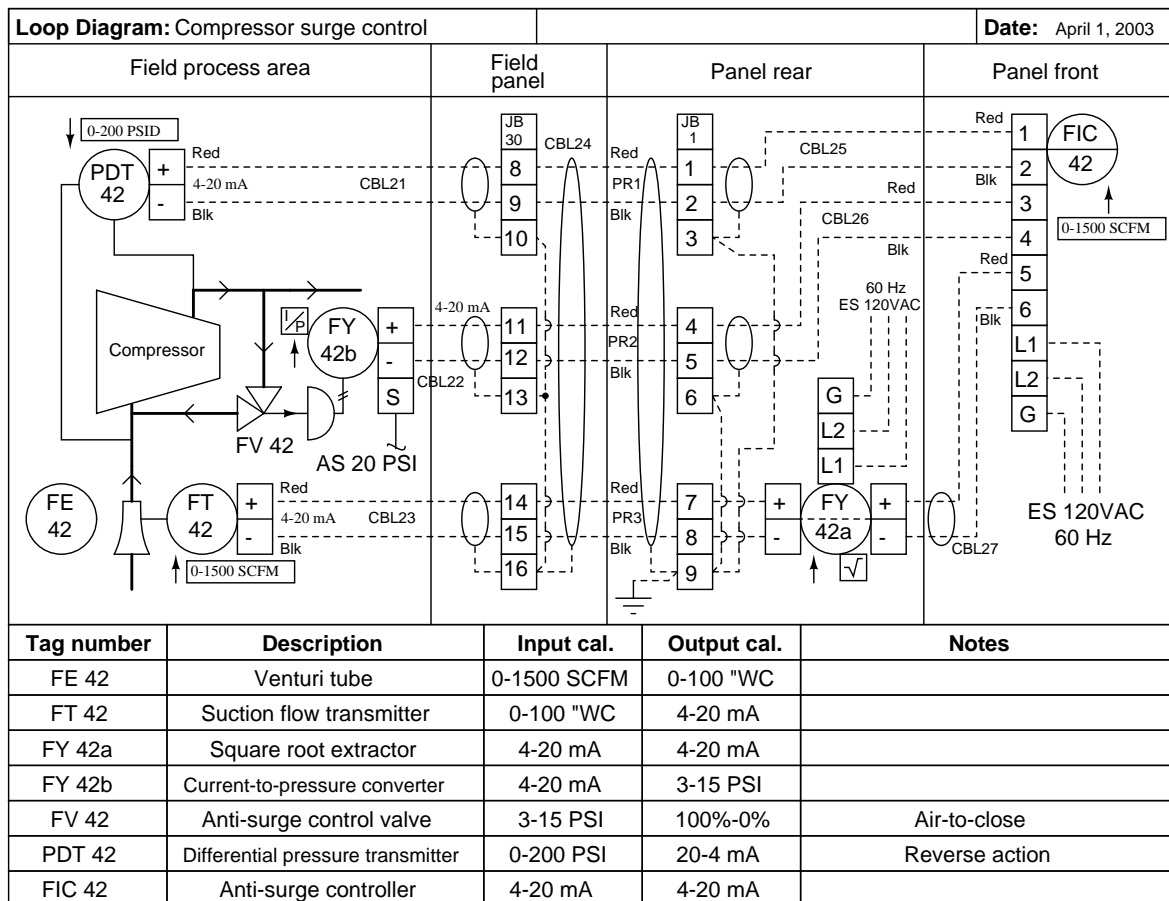 Loop Diagram: Compressor surge control
Date: April 1, 2003
Field process area
Field panel
Panel rear
Panel front
0-200 PSID
PDT 42
+
-
Red
4-20 mA
Blk
CBL21
JB 30
8
9
10
CBL24
Red
PR1
Blk
JB 1
1
2
3
CBL25
Red
Blk
Red
CBL26
Blk
Red
Blk
1
2
3
4
5
6
L1
L2
G
FIC 42
0-1500 SCFM
Compressor
I/P
FY 42b
+
-
S
4-20 mA
CBL22
AS 20 PSI
FV 42
11
12
13
Red
PR2
Blk
4
5
6
60 Hz
ES 120VAC
G
L2
L1
FE 42
FT 42
+
-
Red
4-20 mA
Blk
CBL23
0-1500 SCFM
14
15
16
Red
PR3
Blk
7
8
9
+
-
FY 42a
+
-
√
CBL27
ES 120VAC
60 Hz
Tag number Description Input cal. Output cal. Notes
FE 42 Venturi tube 0-1500 SCFM 0-100 "WC
FT 42 Suction flow transmitter 0-100 "WC 4-20 mA
FY 42a Square root extractor 4-20 mA 4-20 mA
FY 42b Current-to-pressure converter 4-20 mA 3-15 PSI
FV 42 Anti-surge control valve 3-15 PSI 100%-0% Air-to-close
PDT 42 Differential pressure transmitter 0-200 PSI 20-4 mA Reverse action
FIC 42 Anti-surge controller 4-20 mA 4-20 mA